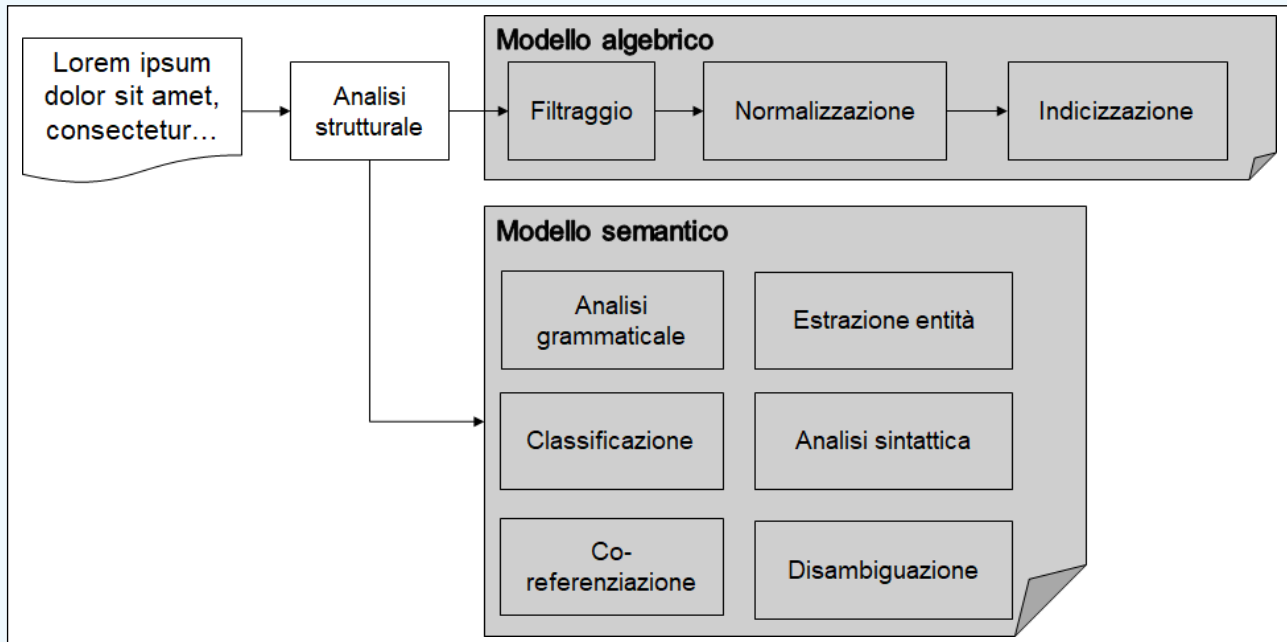 Lorem ipsum
dolor sit amet,
consectetur...
Analisi
strutturale
Modello algebrico
Filtraggio
Normalizzazione
Indicizzazione
Modello semantico
Analisi
grammaticale
Estrazione entità
Classificazione
Analisi sintattica
Co-
referenziazione
Disambiguazione